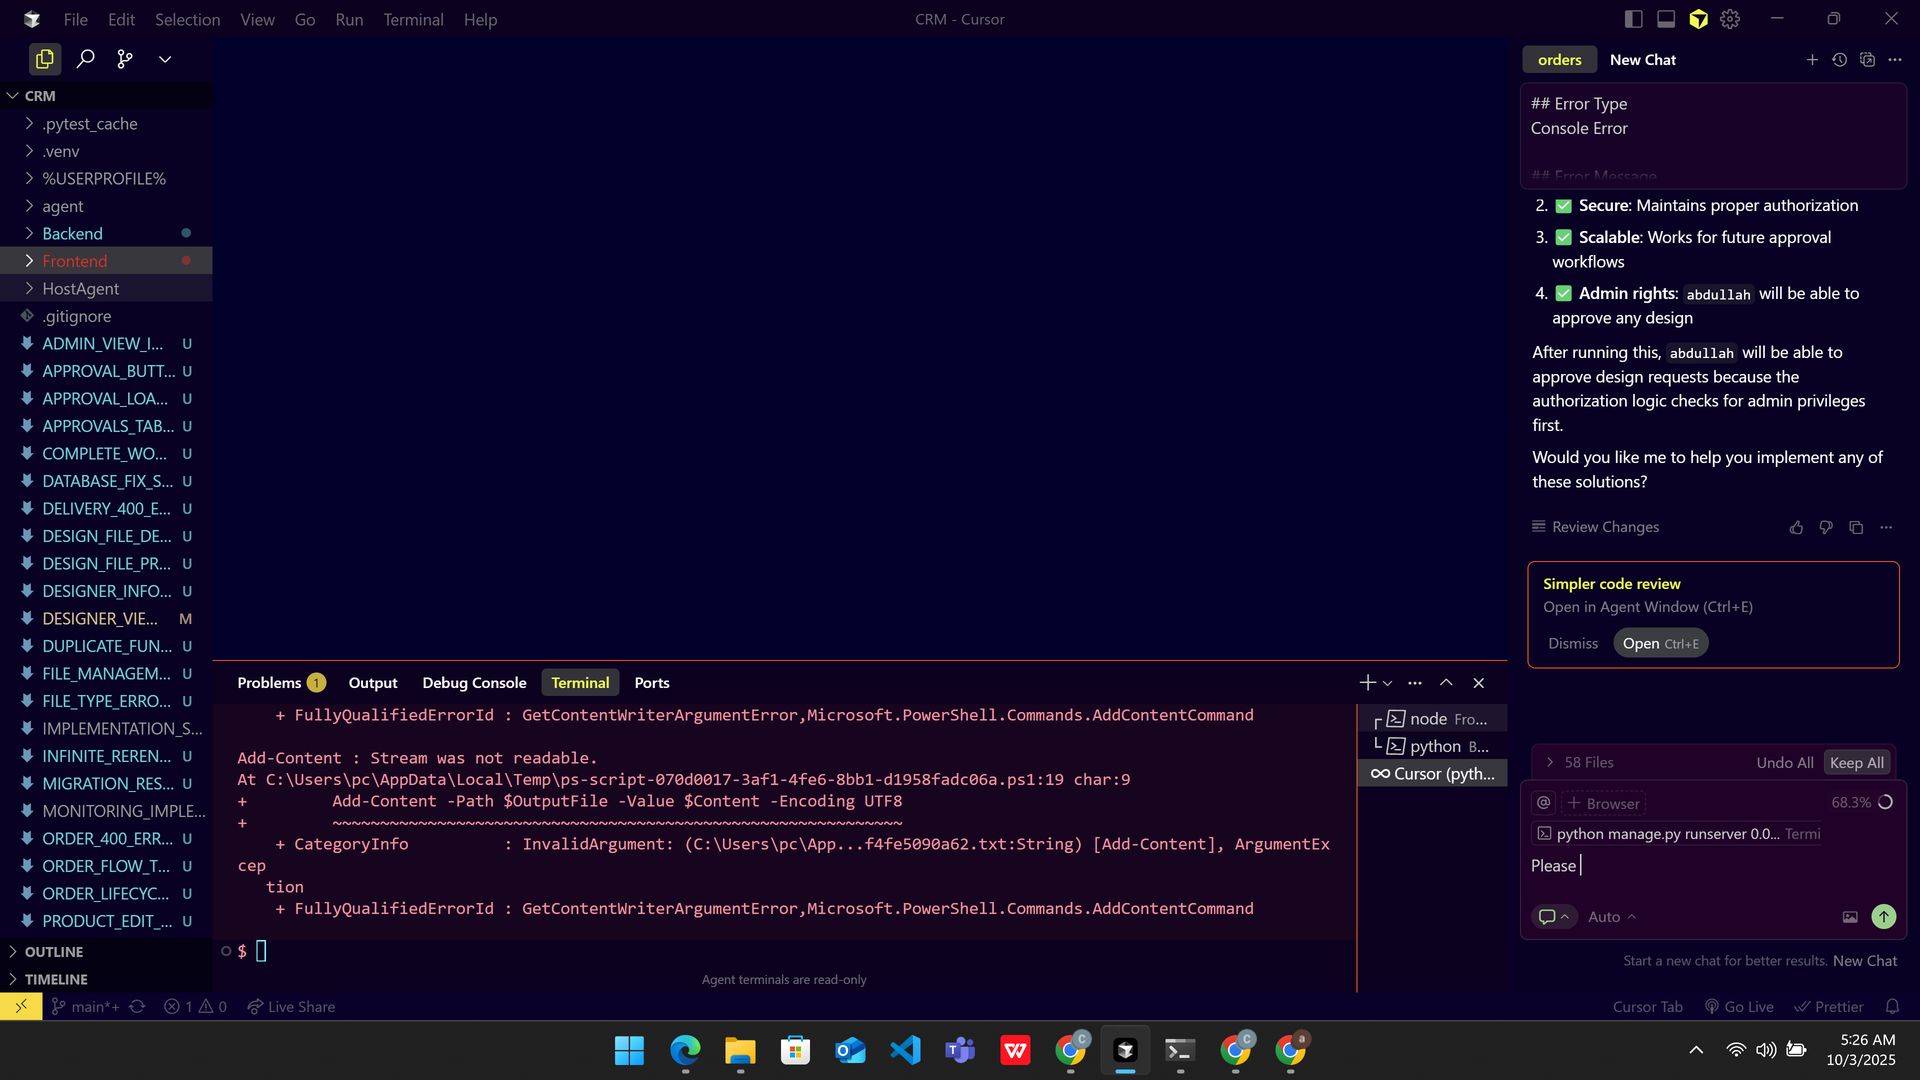 File Edit Selection View Go Run Terminal Help
CRM - Cursor
CRM
.pytest_cache
.venv
%USERPROFILE%
agent
Backend
Frontend
HostAgent
.gitignore
ADMIN_VIEW_I... U
APPROVAL_BUTT... U
APPROVAL_LOA... U
APPROVALS_TAB... U
COMPLETE_WO... U
DATABASE_FIX_S... U
DELIVERY_400_E... U
DESIGN_FILE_DE... U
DESIGN_FILE_PR... U
DESIGNER_INFO... U
DESIGNER_VIE... M
DUPLICATE_FUN... U
FILE_MANAGEM... U
FILE_TYPE_ERRO... U
IMPLEMENTATION_S...
INFINITE_REREN... U
MIGRATION_RES... U
MONITORING_IMPLE...
ORDER_400_ERR... U
ORDER_FLOW_T... U
ORDER_LIFECYC... U
PRODUCT_EDIT_... U
OUTLINE
TIMELINE
Problems 1 Output Debug Console Terminal Ports
+ FullyQualifiedErrorId : GetContentWriterArgumentError,Microsoft.PowerShell.Commands.AddContentCommand
Add-Content : Stream was not readable.
At C:\Users\pc\AppData\Local\Temp\ps-script-070d0017-3af1-4fe6-8bb1-d1958fadc06a.ps1:19 char:9
+         Add-Content -Path $OutputFile -Value $Content -Encoding UTF8
+         ~~~~~~~~~~~~~~~~~~~~~~~~~~~~~~~~~~~~~~~~~~~~~~~~~~~~~~~~~~~~
+ CategoryInfo          : InvalidArgument: (C:\Users\pc\App...f4fe5090a62.txt:String) [Add-Content], ArgumentEx
cep
tion
+ FullyQualifiedErrorId : GetContentWriterArgumentError,Microsoft.PowerShell.Commands.AddContentCommand
$
Agent terminals are read-only
node Fro...
python B...
Cursor (pyth...
orders New Chat
## Error Type
Console Error
## Error Message
2. ✅ Secure: Maintains proper authorization
3. ✅ Scalable: Works for future approval
workflows
4. ✅ Admin rights: abdullah will be able to
approve any design
After running this, abdullah will be able to
approve design requests because the
authorization logic checks for admin privileges
first.
Would you like me to help you implement any of
these solutions?
Review Changes
Simpler code review
Open in Agent Window (Ctrl+E)
Dismiss Open Ctrl+E
58 Files Undo All Keep All
@ + Browser 68.3%
python manage.py runserver 0.0... Termi
Please
Auto
Start a new chat for better results. New Chat
main*+ 1 0 Live Share
Cursor Tab Go Live Prettier
5:26 AM
10/3/2025